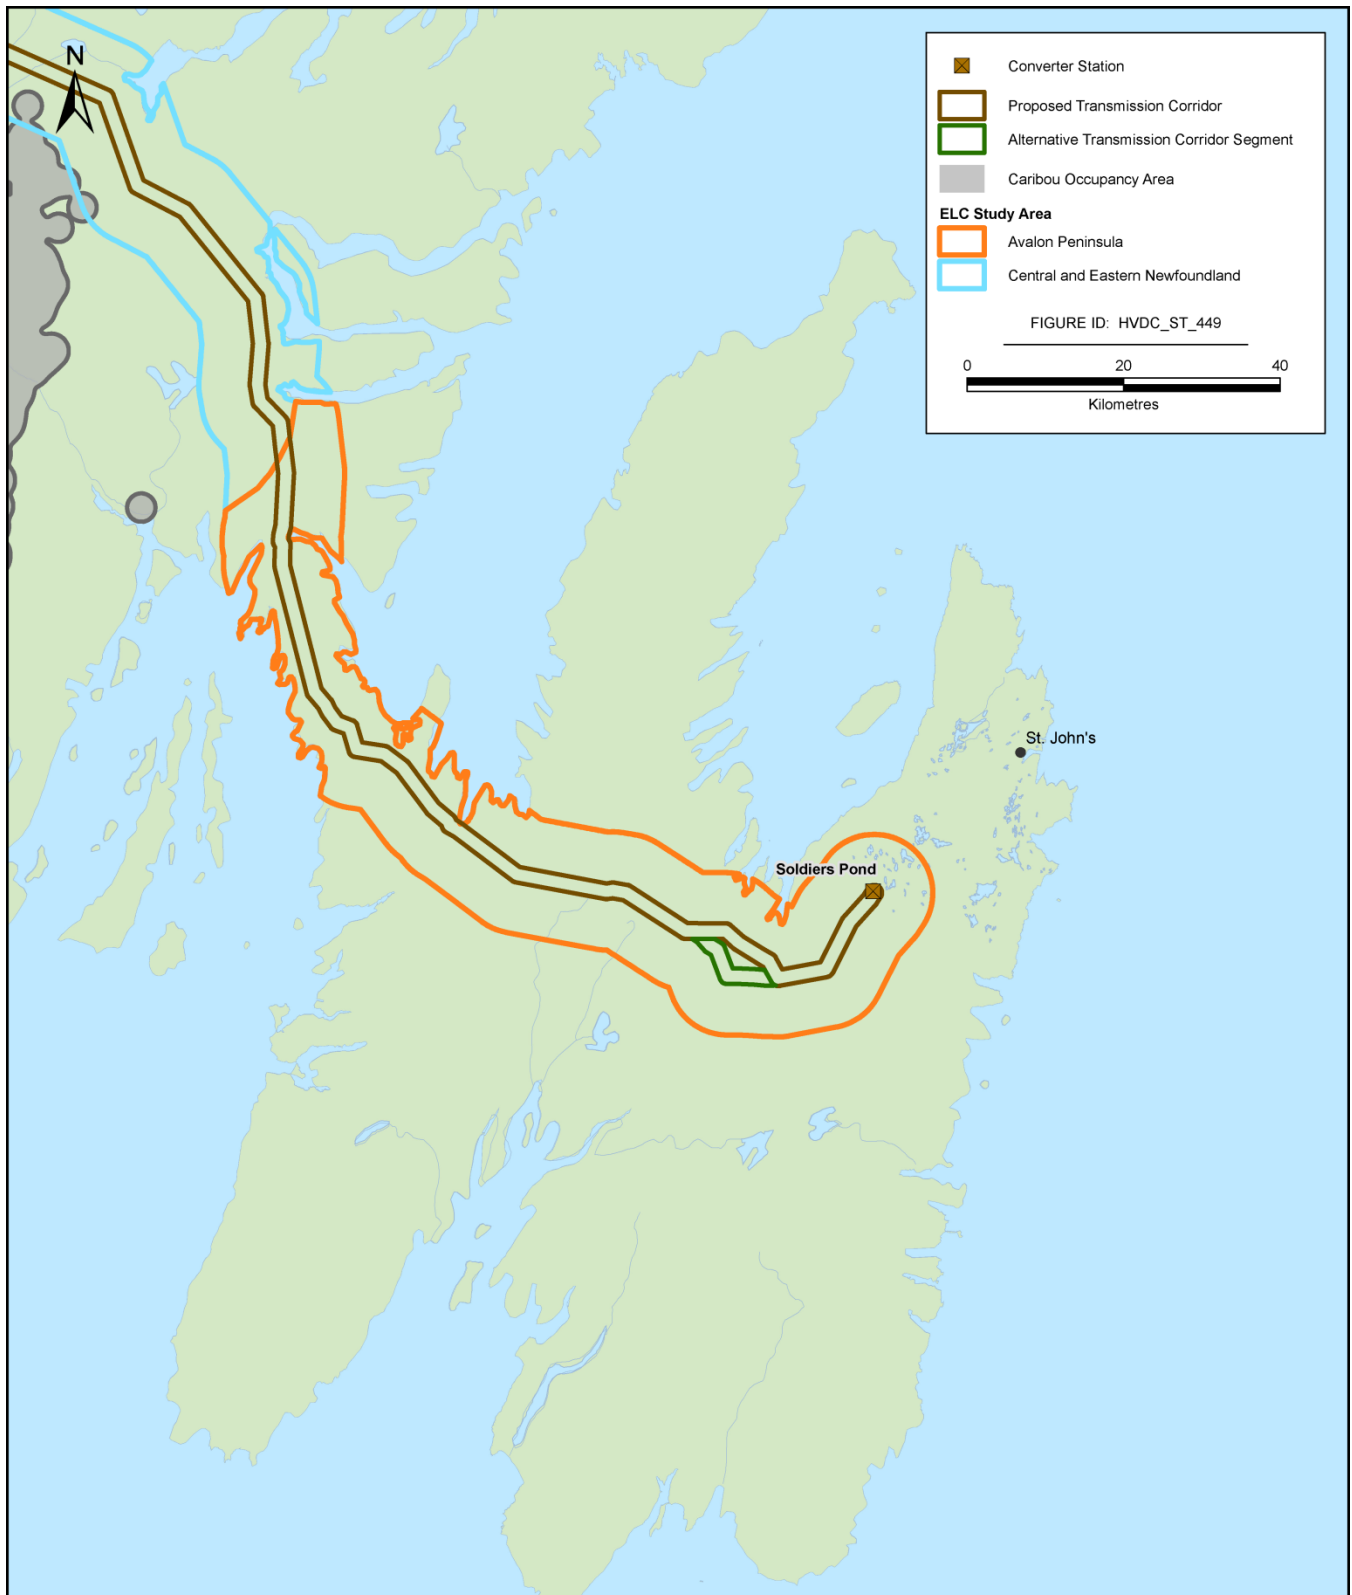 N
Converter Station
Proposed Transmission Corridor
Alternative Transmission Corridor Segment
Caribou Occupancy Area
ELC Study Area
Avalon Peninsula
Central and Eastern Newfoundland
FIGURE ID: HVDC_ST_449
0 20 40
Kilometres
St. John's
Soldiers Pond